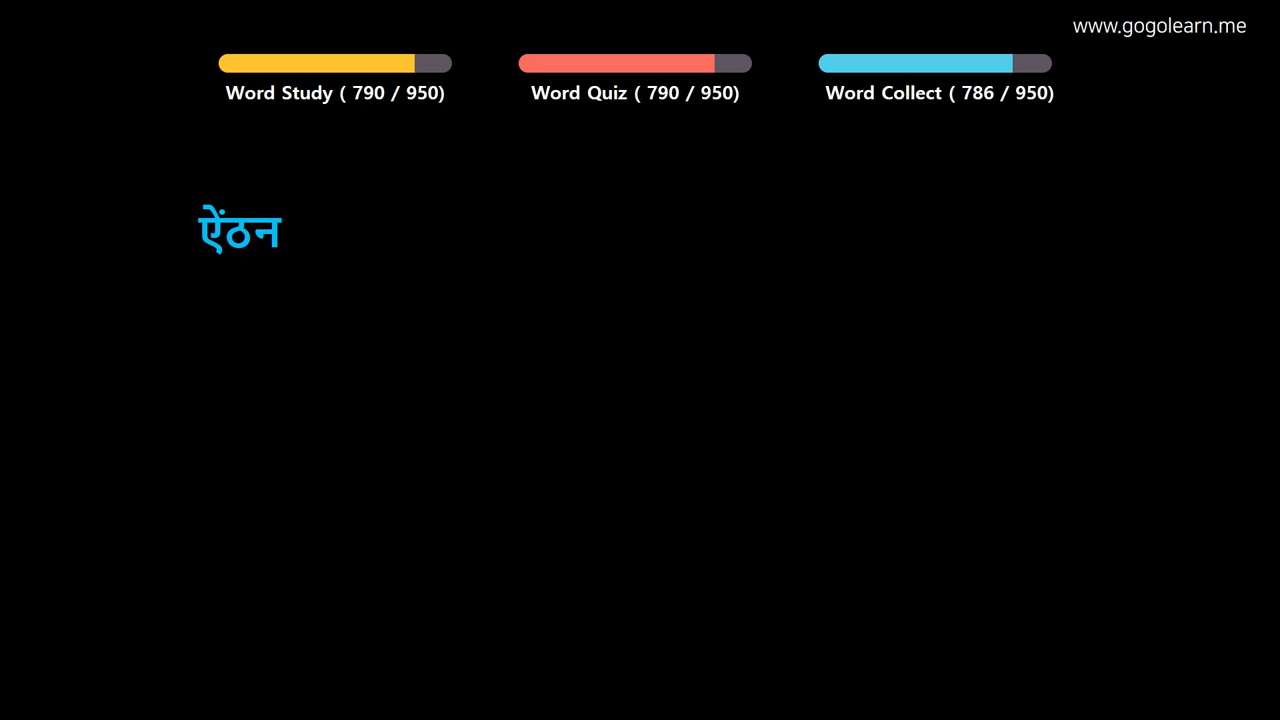 www.gogolearn.me
Word Study ( 790 / 950)
Word Quiz ( 790 / 950)
Word Collect ( 786 / 950)
ऐंठन